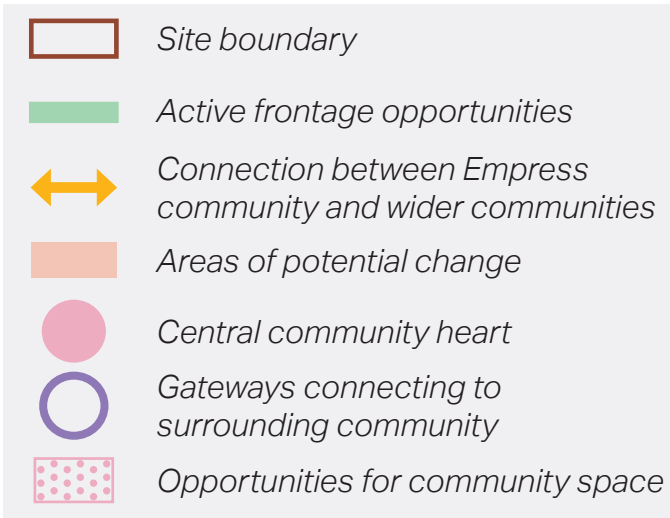 Site boundary
Active frontage opportunities
Connection between Empress
community and wider communities
Areas of potential change
Central community heart
Gateways connecting to
surrounding community
Opportunities for community space